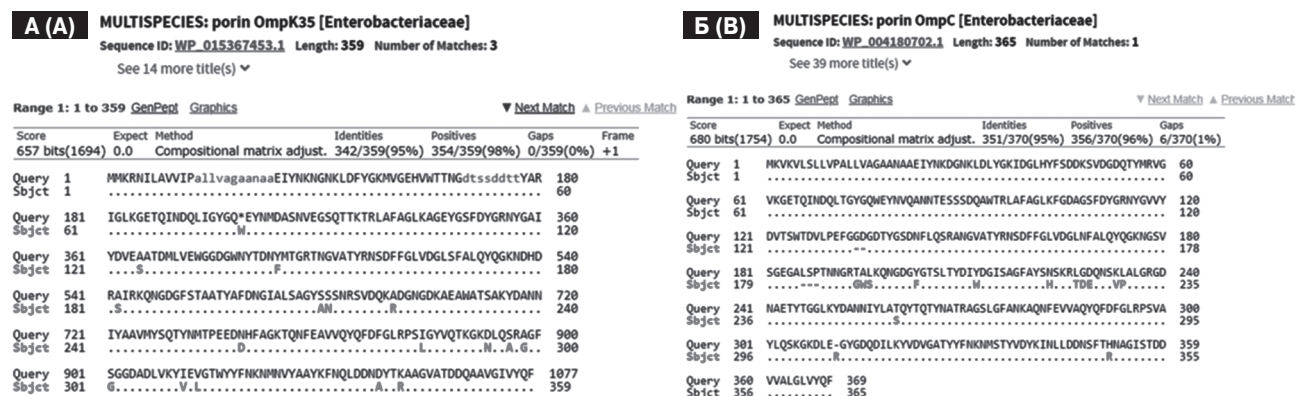 А (A)
MULTISPECIES: porin OmpK35 [Enterobacteriaceae]
Sequence ID: WP_015367453.1 Length: 359 Number of Matches: 3
See 14 more title(s)
Range 1: 1 to 359 GenPept Graphics ▼ Next Match ▲ Previous Match
Score Expect Method Identities Positives Gaps Frame
657 bits(1694) 0.0 Compositional matrix adjust. 342/359(95%) 354/359(98%) 0/359(0%) +1
Query 1 MMKRNILAVVIPallvagaanaaEIYNKNGNKLDFYGKMVGEHVWTTNGdtssddttYAR 180
Sbjct 1 ............................................................ 60
Query 181 IGLKGETQINDQLIGYGQ*EYNMDASNVEGSQTTKTRLAFAGLKAGEYGSFDYGRNYGAI 360
Sbjct 61 ..................W......................................... 120
Query 361 YDVEAATDMLVEWGGDGWNYTDNYMTGRTNGVATYRNSDFFGLVDGLSFALQYQGKNDHD 540
Sbjct 121 ....S..................F.................................... 180
Query 541 RAIRKQNGDGFSTAATYAFDNGIALSAGYSSSNRSVDQKADGNGDKAEAWATSAKYDANN 720
Sbjct 181 .S............................AN........R................... 240
Query 721 IYAAVMYSQTYNMTPEEDNHFAGKTQNFEAVVQYQFDFGLRPSIGYVQTKGKDLQSRAGF 900
Sbjct 241 .................D.........................L........N..A.G.. 300
Query 901 SGGDADLVKYIEVGTWYYFNKNMNVYAAYKFNQLDDNDYTKAAGVATDDQAAVGIVYQF 1077
Sbjct 301 G.........V.L........................A..R.................. 359
Б (B)
MULTISPECIES: porin OmpC [Enterobacteriaceae]
Sequence ID: WP_004180702.1 Length: 365 Number of Matches: 1
See 39 more title(s)
Range 1: 1 to 365 GenPept Graphics ▼ Next Match ▲ Previous Match
Score Expect Method Identities Positives Gaps
680 bits(1754) 0.0 Compositional matrix adjust. 351/370(95%) 356/370(96%) 6/370(1%)
Query 1 MKVKVLSLLVPALLVAGAANAAEIYNKDGNKLDLYGKIDGLHYFSDDKSVDGDQTYMRVG 60
Sbjct 1 ............................................................ 60
Query 61 VKGETQINDQLTGYGQWEYNVQANNTESSSDQAWTRLAFAGLKFGDAGSFDYGRNYGVVY 120
Sbjct 61 ............................................................ 120
Query 121 DVTSWTDVLPEFGGDGDTYGSDNFLQSRANGVATYRNSDFFGLVDGLNFALQYQGKNGSV 180
Sbjct 121 ..............--............................................ 178
Query 181 SGEGALSPTNNGRTALKQNGDGYGTSLTYDIYDGISAGFAYSNSKRLGDQNSKLALGRGD 240
Sbjct 179 ......---.....GWS......F.........W..........H...TDE....VP... 235
Query 241 NAETYTGGLKYDANNIYLATQYTQTYNATRAGSLGFANKAQNFEVVAQYQFDFGLRPSVA 300
Sbjct 236 ...................S........................................ 295
Query 301 YLQSKGKDLE-GYGDQDILKYVDVGATYYFNKNMSTYVDYKINLLDDNSFTHNAGISTDD 359
Sbjct 296 ..........R.......................................R......... 355
Query 360 VVALGLVYQF 369
Sbjct 356 .......... 365